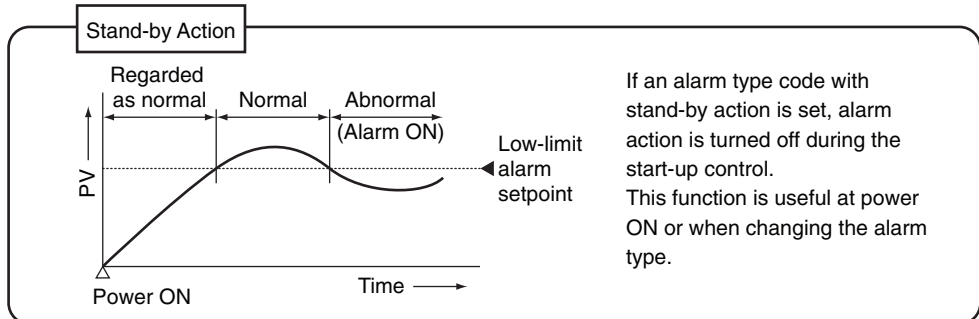 Stand-by Action
Regarded
as normal
Normal
Abnormal
(Alarm ON)
Low-limit
alarm
setpoint
PV
Time
Power ON
If an alarm type code with
stand-by action is set, alarm
action is turned off during the
start-up control.
This function is useful at power
ON or when changing the alarm
type.